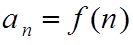 aₙ = f(n)